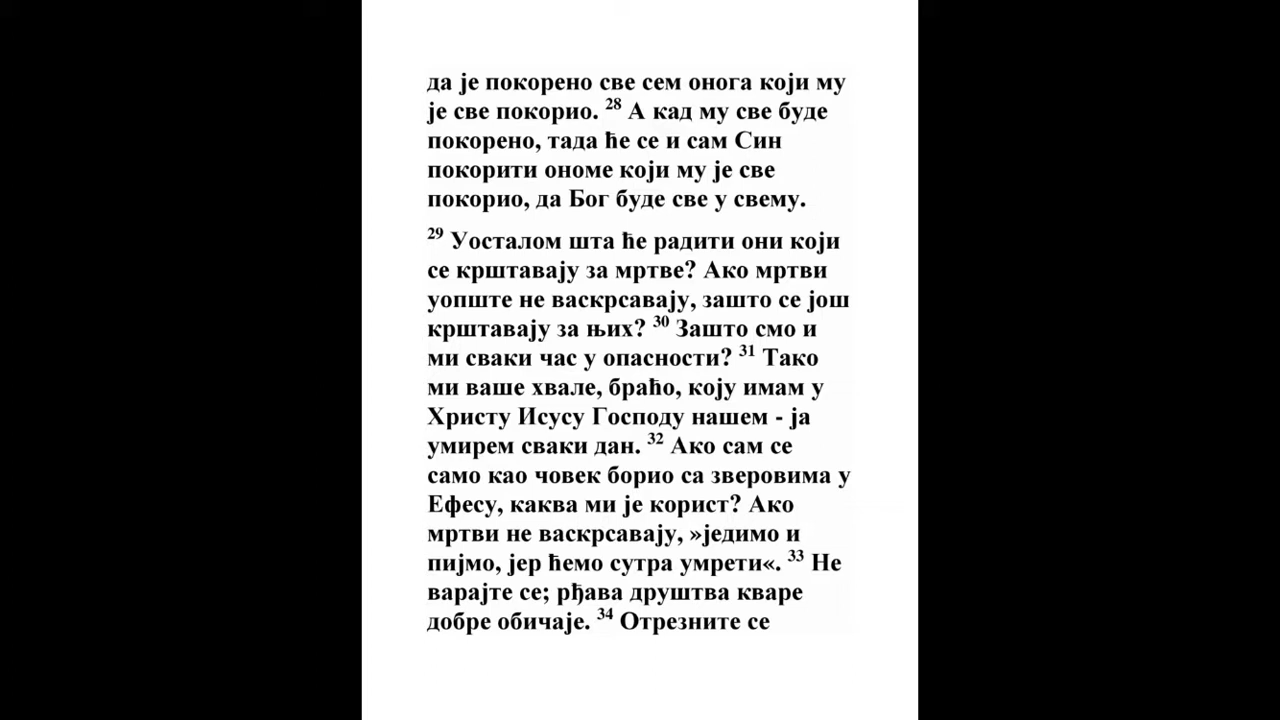 да је покорено све сем онога који му
је све покорио. 28 А кад му све буде
покорено, тада ће се и сам Син
покорити ономе који му је све
покорио, да Бог буде све у свему.
29 Уосталом шта ће радити они који
се крштавају за мртве? Ако мртви
уопште не васкрсавају, зашто се још
крштавају за њих? 30 Зашто смо и
ми сваки час у опасности? 31 Тако
ми ваше хвале, браћо, коју имам у
Христу Исусу Господу нашем - ја
умирем сваки дан. 32 Ако сам се
само као човек борио са зверовима у
Ефесу, каква ми је корист? Ако
мртви не васкрсавају, »једимо и
пијмо, јер ћемо сутра умрети«. 33 Не
варајте се; рђава друштва кваре
добре обичаје. 34 Отрезните се